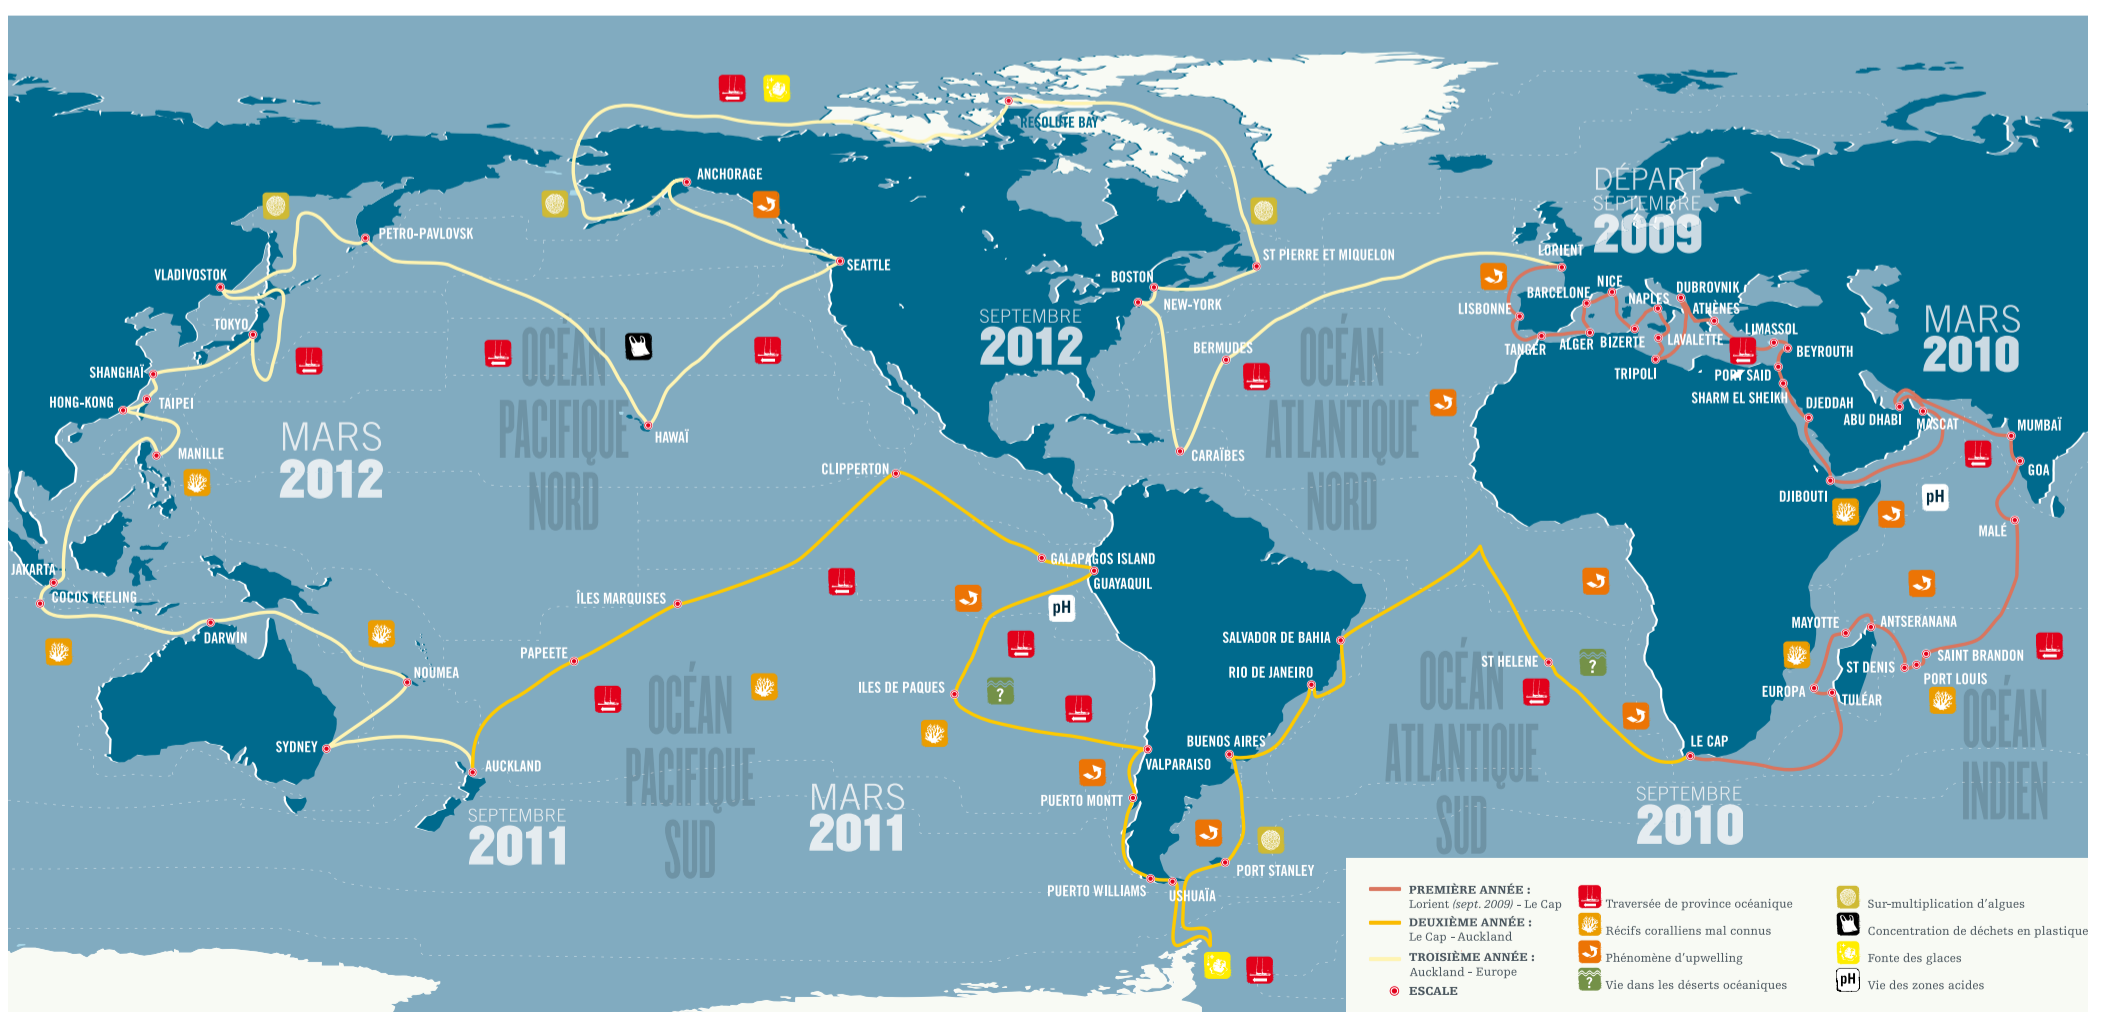 RESOLUTE BAY
ANCHORAGE
PETRO-PAVLOVSK
VLADIVOSTOK
TOKYO
SHANGHAÏ
HONG-KONG
TAIPEI
MANILLE
JAKARTA
COCOS KEELING
DARWIN
NOUMEA
SYDNEY
AUCKLAND
SEATTLE
HAWAÏ
CLIPPERTON
GALAPAGOS ISLAND
GUAYAQUIL
ÎLES MARQUISES
PAPEETE
ILES DE PAQUES
VALPARAISO
PUERTO MONTT
PUERTO WILLIAMS
USHUAÏA
PORT STANLEY
BUENOS AIRES
RIO DE JANEIRO
SALVADOR DE BAHIA
ST HELENE
LE CAP
ST PIERRE ET MIQUELON
BOSTON
NEW-YORK
BERMUDES
CARAÏBES
DÉPART
SEPTEMBRE
2009
LORIENT
LISBONNE
TANGER
BARCELONE
ALGER
NICE
BIZERTE
NAPLES
LAVALETTE
TRIPOLI
DUBROVNIK
ATHÈNES
LIMASSOL
BEYROUTH
PORT SAID
SHARM EL SHEIKH
DJEDDAH
ABU DHABI
MASCAT
MUMBAÏ
GOA
DJIBOUTI
MALÉ
MAYOTTE
ANTSERANANA
ST DENIS
SAINT BRANDON
PORT LOUIS
EUROPA
TULÉAR
MARS
2010
SEPTEMBRE
2010
MARS
2011
SEPTEMBRE
2011
MARS
2012
SEPTEMBRE
2012
OCÉAN
PACIFIQUE
NORD
OCÉAN
ATLANTIQUE
NORD
OCÉAN
PACIFIQUE
SUD
OCÉAN
ATLANTIQUE
SUD
OCÉAN
INDIEN
pH
pH
?
?
PREMIÈRE ANNÉE :
Lorient (sept. 2009) - Le Cap
DEUXIÈME ANNÉE :
Le Cap - Auckland
TROISIÈME ANNÉE :
Auckland - Europe
ESCALE
Traversée de province océanique
Récifs coralliens mal connus
Phénomène d'upwelling
? Vie dans les déserts océaniques
Sur-multiplication d'algues
Concentration de déchets en plastique
Fonte des glaces
pH Vie des zones acides